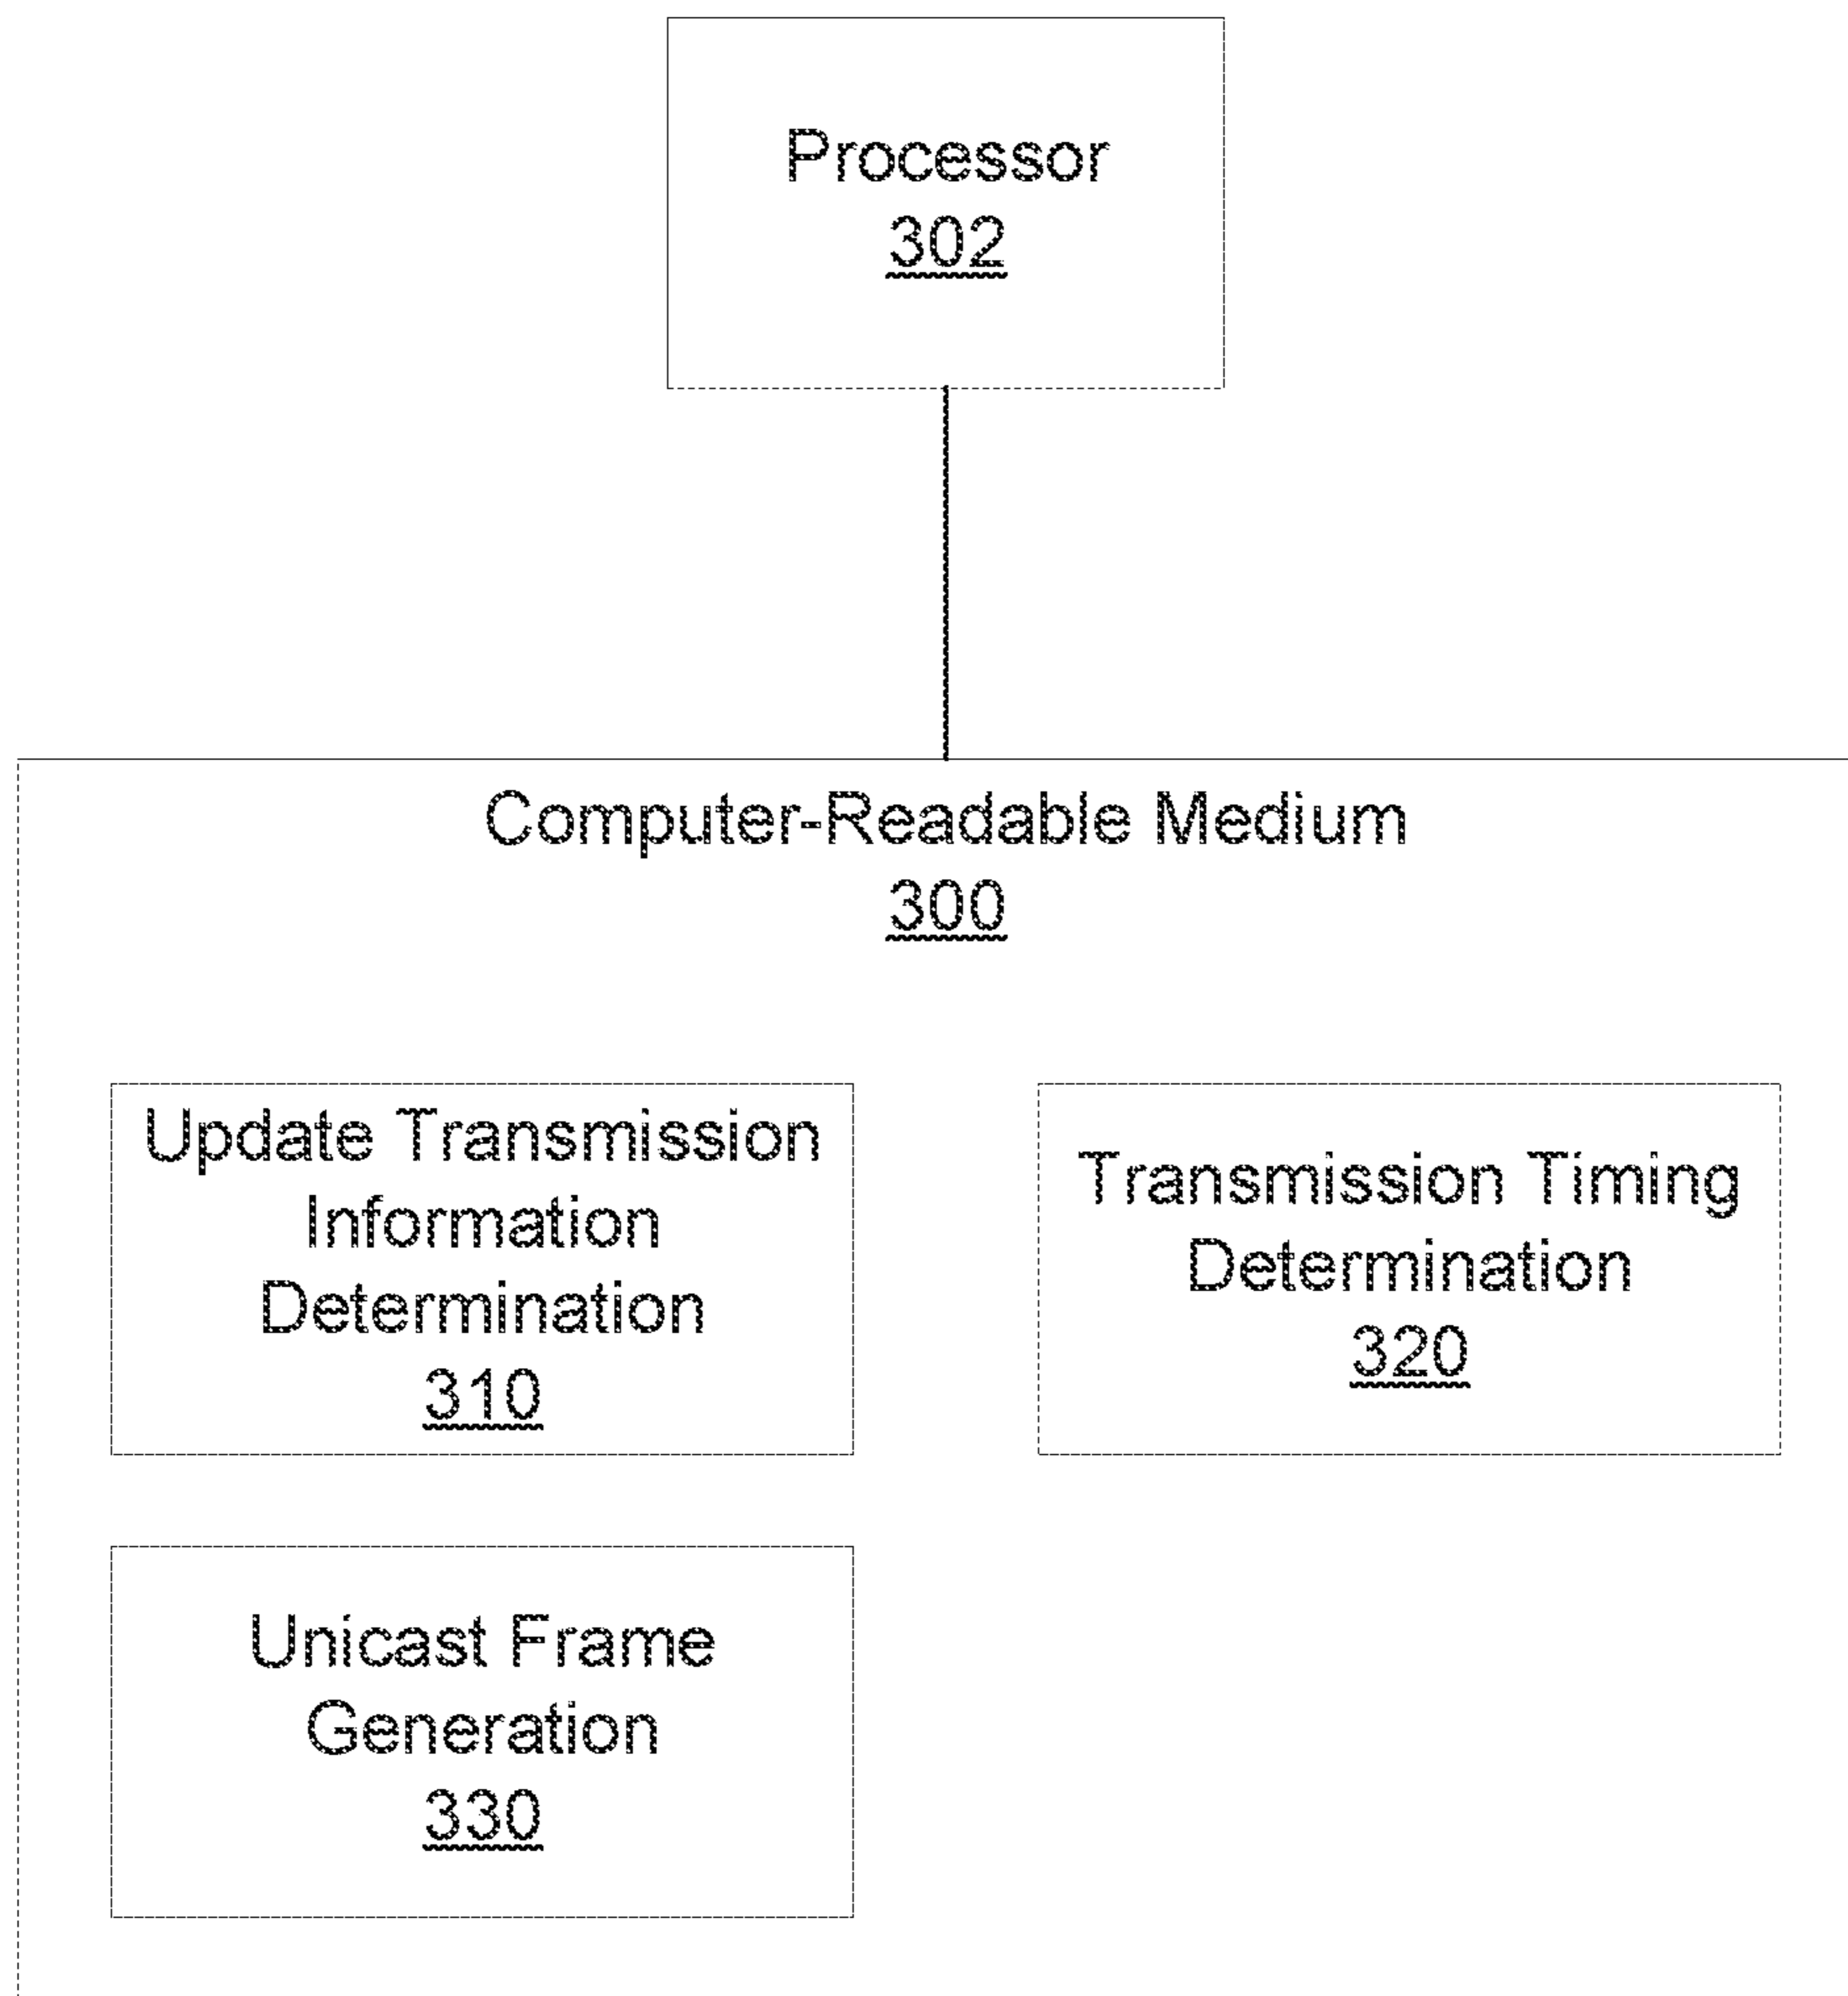 Processor
302
Computer-Readable Medium
300
Update Transmission
Information
Determination
310
Transmission Timing
Determination
320
Unicast Frame
Generation
330